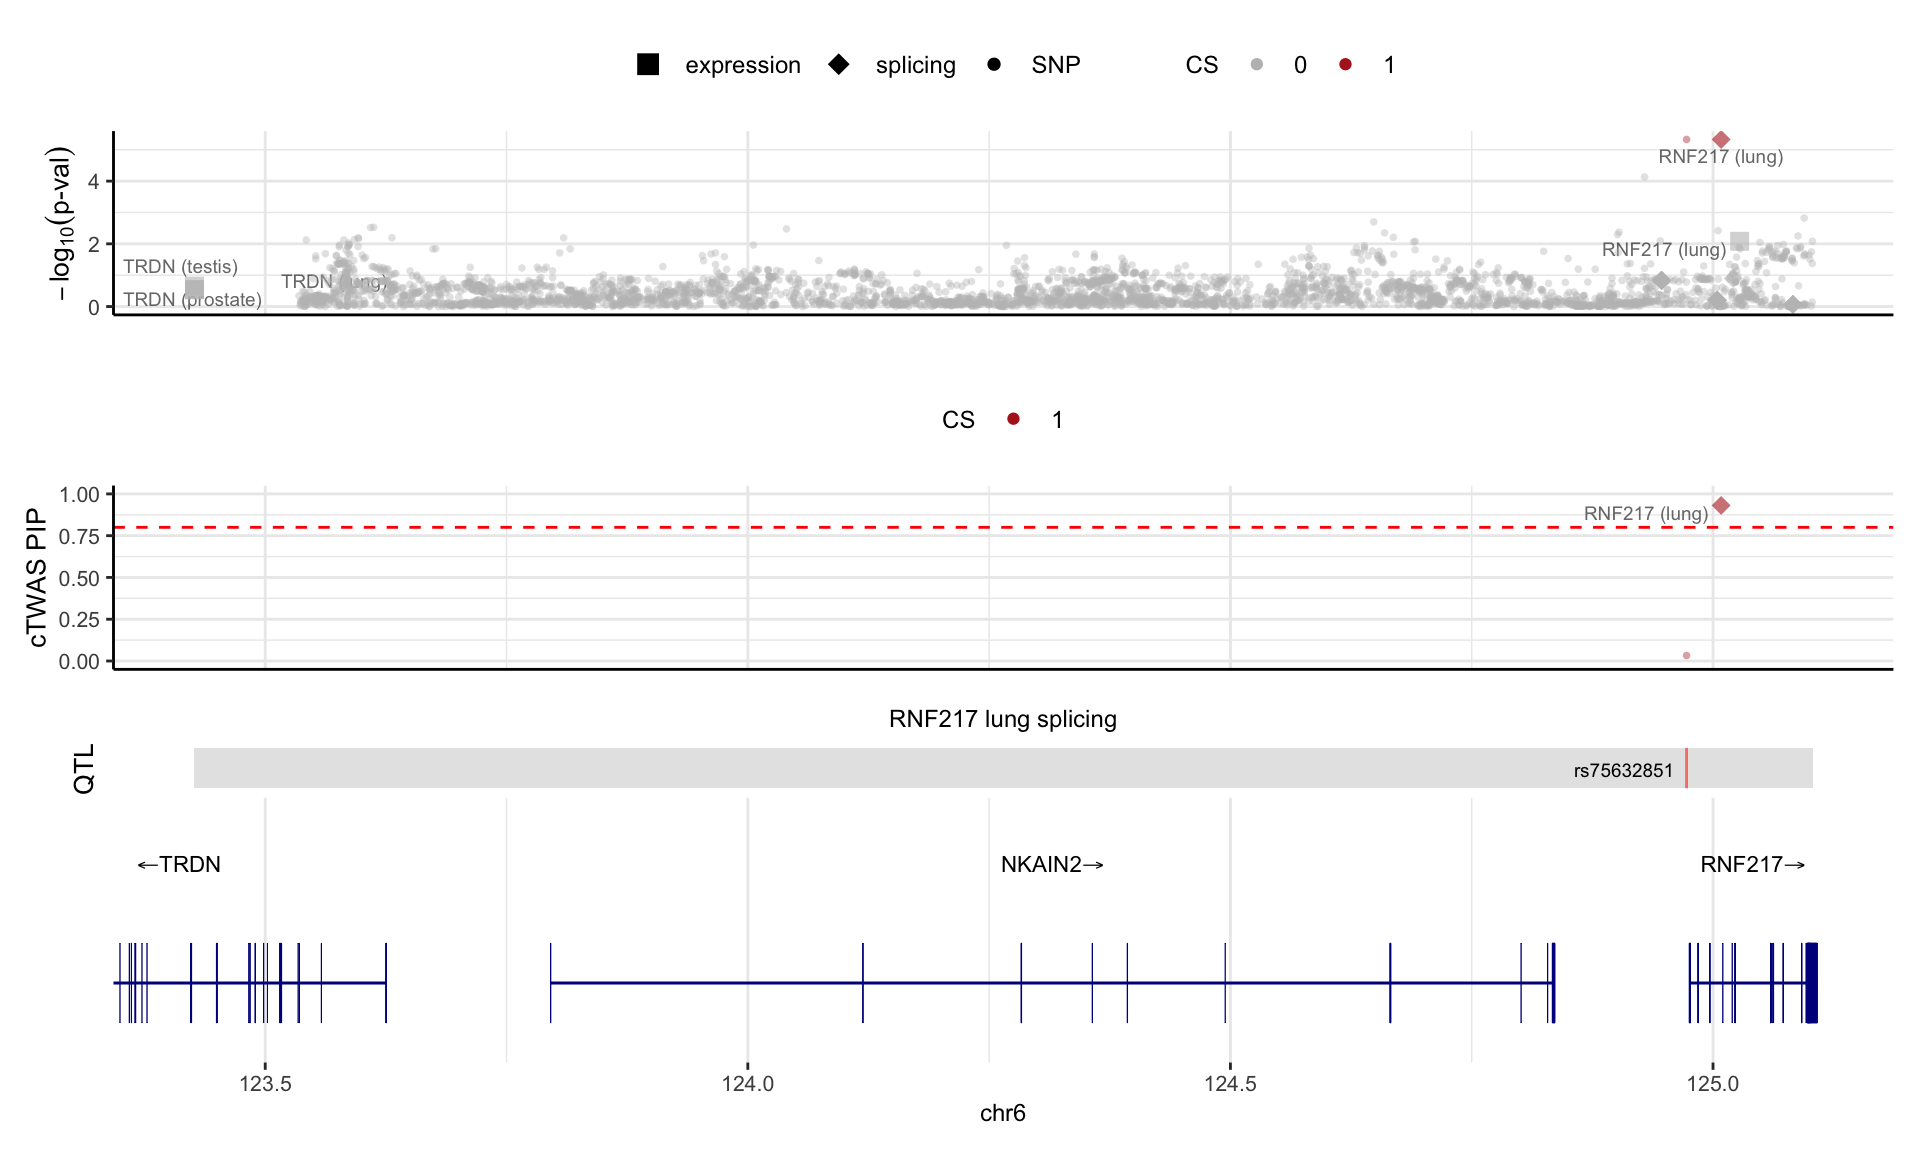 expression splicing SNP CS 0 1
−log10(p-val)
4
2
0
RNF217 (lung)
RNF217 (lung)
TRDN (testis)
TRDN (lung)
TRDN (prostate)
CS 1
cTWAS PIP
1.00
0.75
0.50
0.25
0.00
RNF217 (lung)
RNF217 lung splicing
QTL
rs75632851
←TRDN NKAIN2→ RNF217→
123.5 124.0 124.5 125.0
chr6